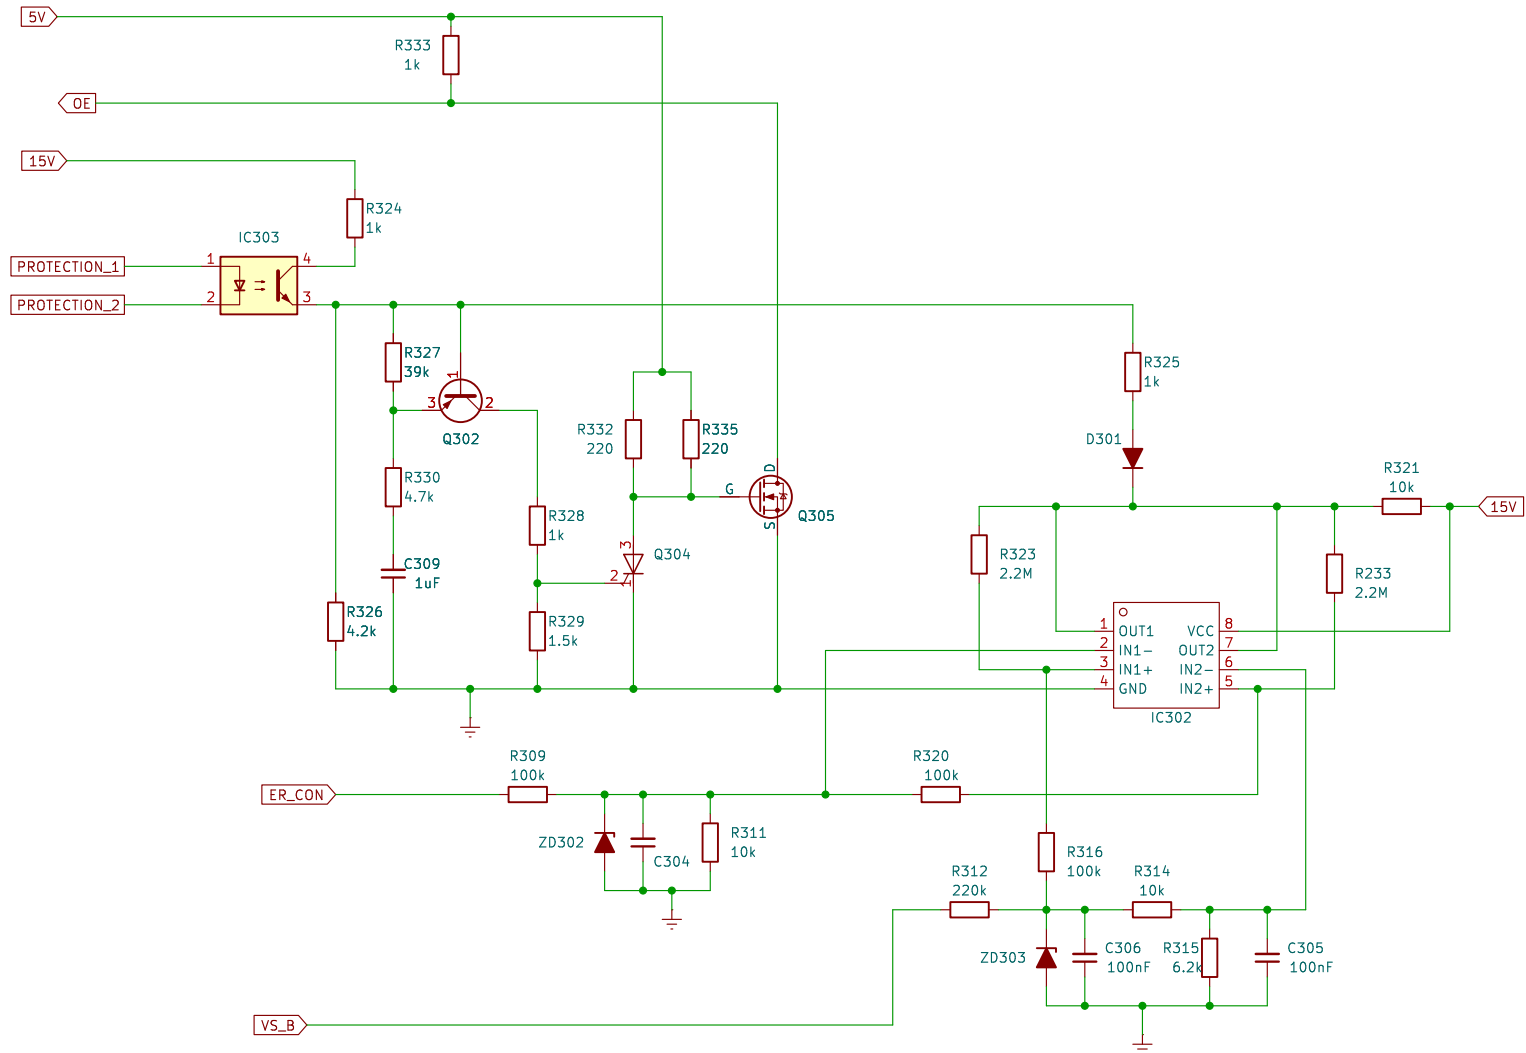 5V
R333
1k
OE
15V
R324
1k
IC303
PROTECTION_1
1
4
PROTECTION_2
2
3
R327
39k
1
3
2
Q302
R330
4.7k
C309
1uF
R326
4.2k
R328
1k
R329
1.5k
R332
220
R335
220
G
D
S
Q305
3
2
1
Q304
R325
1k
D301
R321
10k
15V
R323
2.2M
R233
2.2M
1
OUT1
VCC
8
2
IN1-
OUT2
7
3
IN1+
IN2-
6
4
GND
IN2+
5
IC302
R309
100k
R320
100k
ER_CON
ZD302
C304
R311
10k
R316
100k
R312
220k
R314
10k
ZD303
C306
100nF
R315
6.2k
C305
100nF
VS_B